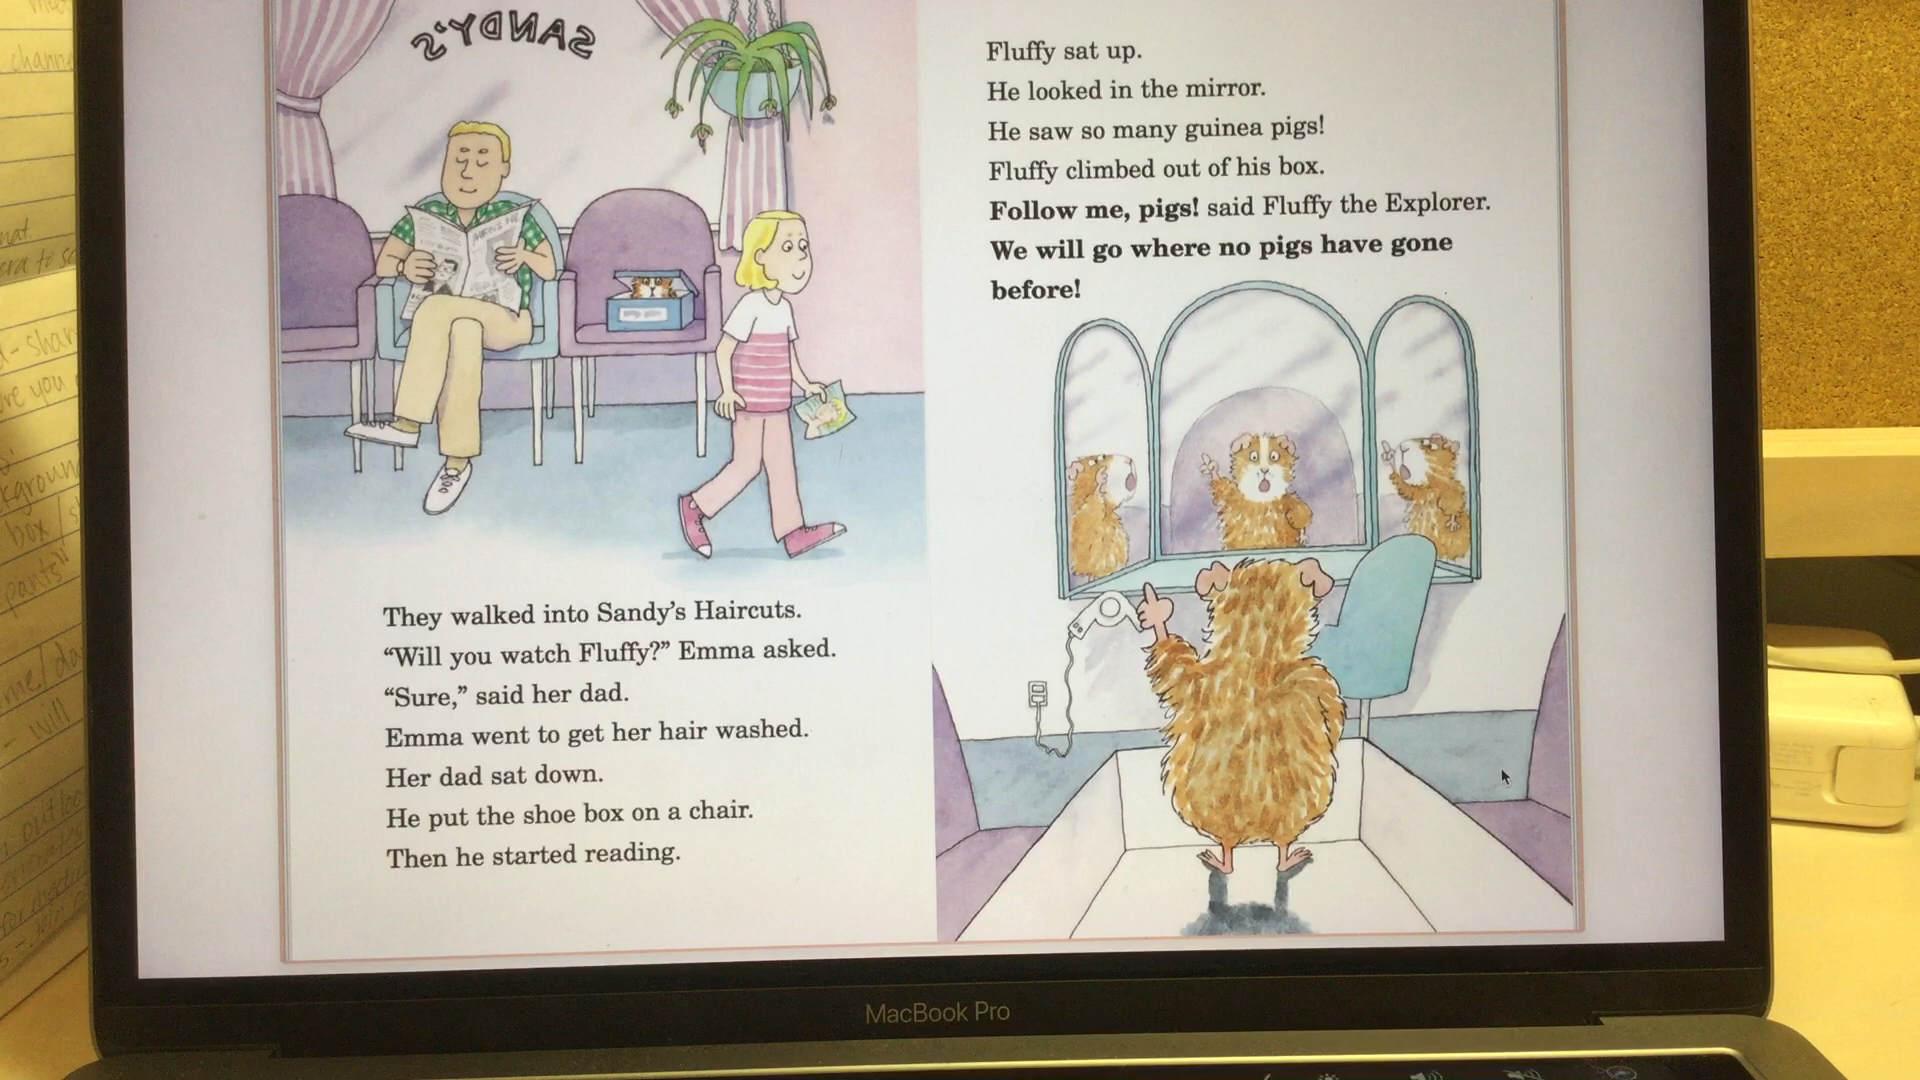 SANDY'S
NEWS
They walked into Sandy's Haircuts.
“Will you watch Fluffy?” Emma asked.
“Sure,” said her dad.
Emma went to get her hair washed.
Her dad sat down.
He put the shoe box on a chair.
Then he started reading.
Fluffy sat up.
He looked in the mirror.
He saw so many guinea pigs!
Fluffy climbed out of his box.
Follow me, pigs! said Fluffy the Explorer.
We will go where no pigs have gone
before!
MacBook Pro